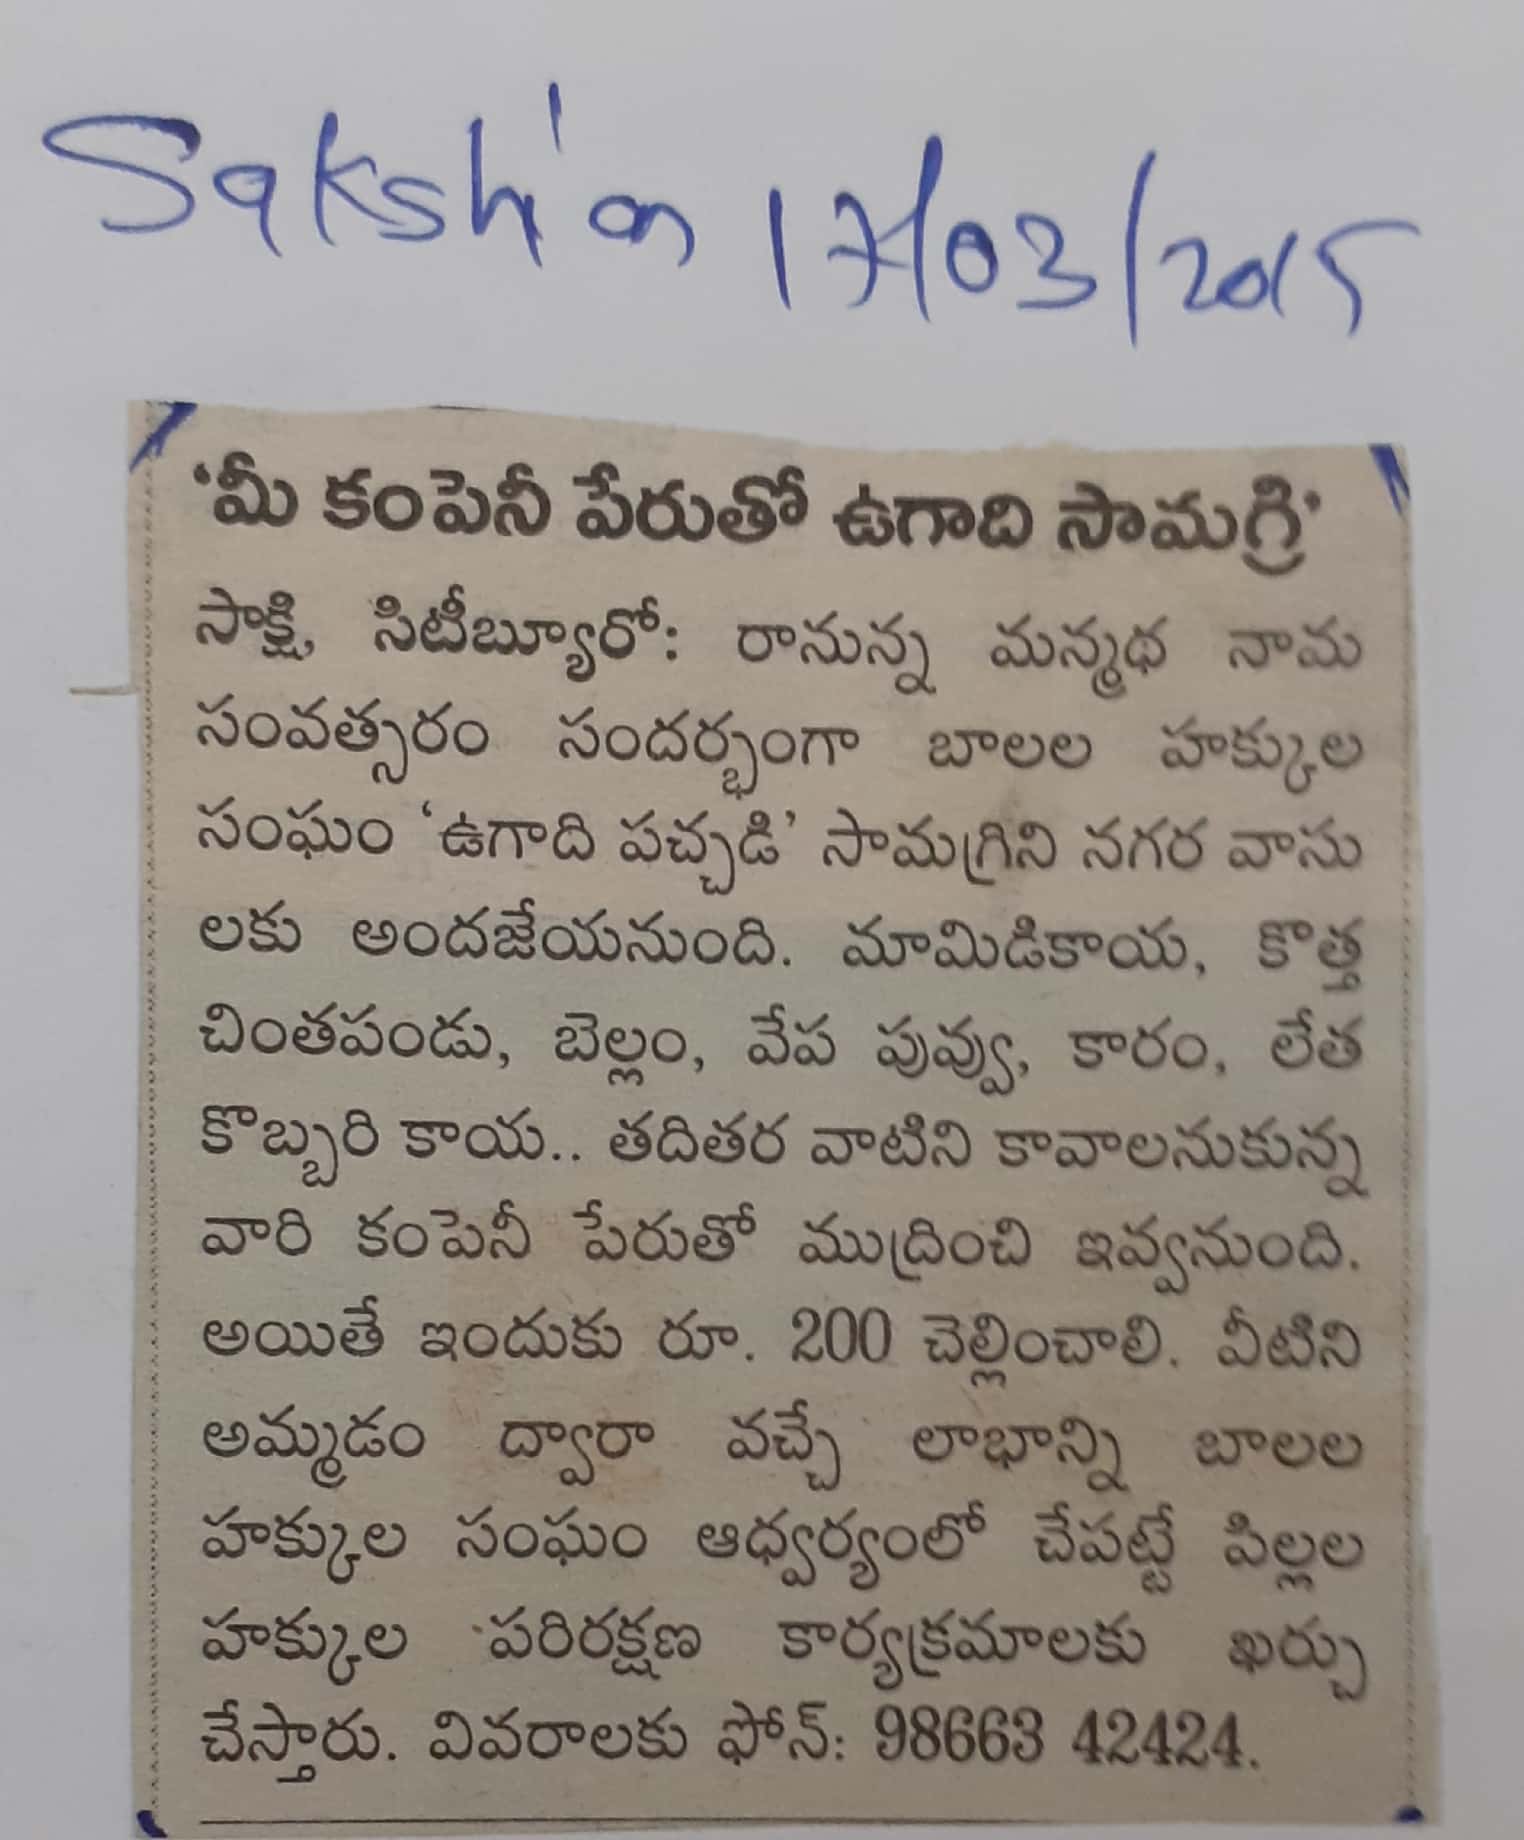 Sakshi on 17/03/2015
‘మీ కంపెనీ పేరుతో ఉగాది సామగ్రి’
సాక్షి, సిటీబ్యూరో: రానున్న మన్మథ నామ
సంవత్సరం సందర్భంగా బాలల హక్కుల
సంఘం ‘ఉగాది పచ్చడి’ సామగ్రిని నగర వాసు
లకు అందజేయనుంది. మామిడికాయ, కొత్త
చింతపండు, బెల్లం, వేప పువ్వు, కారం, లేత
కొబ్బరి కాయ.. తదితర వాటిని కావాలనుకున్న
వారి కంపెనీ పేరుతో ముద్రించి ఇవ్వనుంది.
అయితే ఇందుకు రూ. 200 చెల్లించాలి. వీటిని
అమ్మడం ద్వారా వచ్చే లాభాన్ని బాలల
హక్కుల సంఘం ఆధ్వర్యంలో చేపట్టే పిల్లల
హక్కుల పరిరక్షణ కార్యక్రమాలకు ఖర్చు
చేస్తారు. వివరాలకు ఫోన్: 98663 42424.